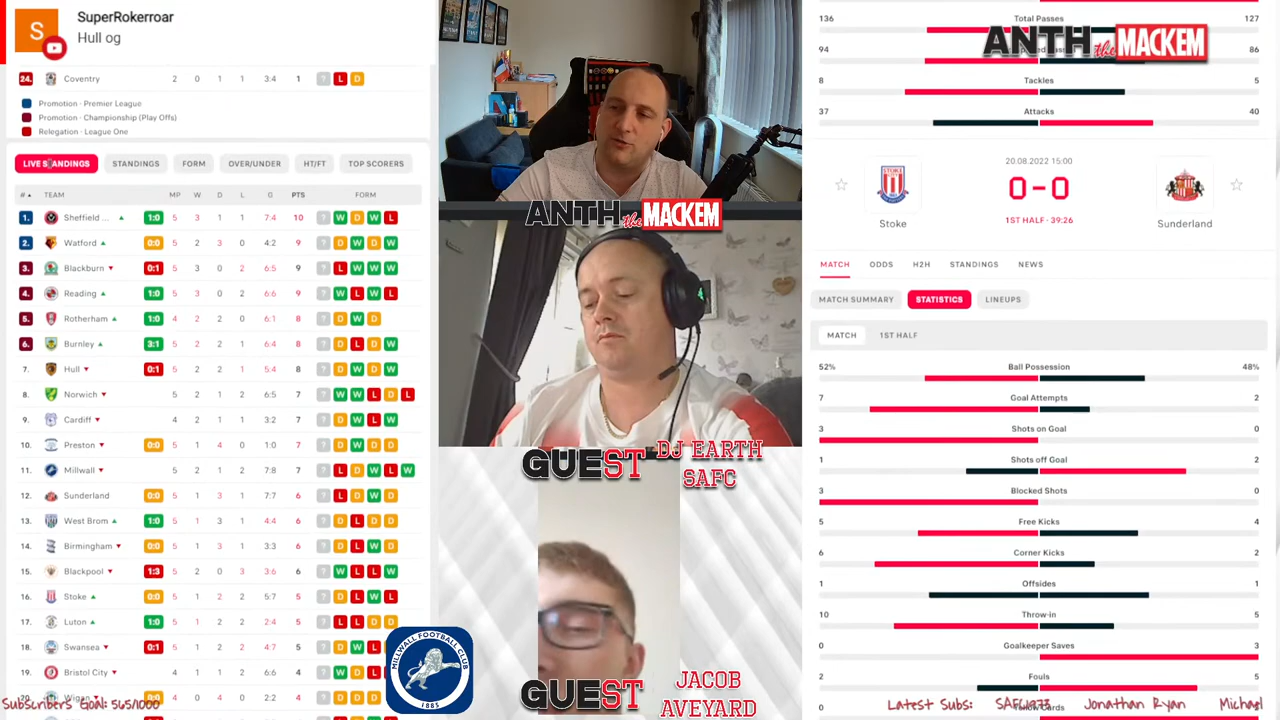 SuperRokerroar
Hull og
S
24. Coventry 2 0 1 1 3:4 1 ? L D
Promotion - Premier League
Promotion - Championship (Play Offs)
Relegation - League One
LIVE STANDINGS STANDINGS FORM OVER/UNDER HT/FT TOP SCORERS
# TEAM MP W D L G PTS FORM
1. Sheffield ... 1:0 5 3 1 1 7:4 10 ? W D W L
2. Watford 0:0 5 2 3 0 4:2 9 ? D W D W
3. Blackburn 0:1 5 3 0 2 6:5 9 ? L W W W
4. Reading 1:0 5 3 0 2 6:6 9 ? W L W L
5. Rotherham 1:0 4 2 2 0 6:1 8 ? D W D
6. Burnley 3:1 5 2 2 1 6:4 8 ? D L D W
7. Hull 0:1 5 2 2 1 5:4 8 ? D W D W
8. Norwich 5 2 1 2 6:5 7 ? W W L D L
9. Cardiff 4 2 1 1 3:2 7 ? D W L W
10. Preston 0:0 5 1 4 0 1:0 7 ? D W D D
11. Millwall 5 2 1 2 7:8 7 ? L D W L W
12. Sunderland 0:0 5 1 3 1 7:7 6 ? L D W D
13. West Brom 1:0 5 1 3 1 4:4 6 ? D L D D
14. Birmingham 0:0 5 1 3 1 3:3 6 ? D L W D
15. Blackpool 1:3 5 2 0 3 3:6 6 ? W L L W
16. Stoke 0:0 5 1 2 2 5:7 5 ? D L W L
17. Luton 1:0 5 1 2 2 2:4 5 ? L L D D
18. Swansea 0:1 5 1 2 2 4:7 5 ? D W L
19. Bristol City 4 1 1 2 6:6 4 ? W D L
20. 0:0 4 0 4 0 2:2 4 ? D D D
Subscribers Goal: 565/1000
ANTH the MACKEM
GUEST DJ EARTH
SAFC
MILLWALL FOOTBALL CLUB
1885
GUEST JACOB
AVEYARD
136 Total Passes 127
ANTH the MACKEM
94 86
8 Tackles 5
37 Attacks 40
20.08.2022 15:00
0-0
1ST HALF - 39:26
Stoke Sunderland
MATCH ODDS H2H STANDINGS NEWS
MATCH SUMMARY STATISTICS LINEUPS
MATCH 1ST HALF
52% Ball Possession 48%
7 Goal Attempts 2
3 Shots on Goal 0
1 Shots off Goal 2
3 Blocked Shots 0
5 Free Kicks 4
6 Corner Kicks 2
1 Offsides 1
10 Throw-in 5
0 Goalkeeper Saves 3
2 Fouls 5
0 Yellow Cards
Latest Subs: SAFC1973 Jonathan Ryan Michael